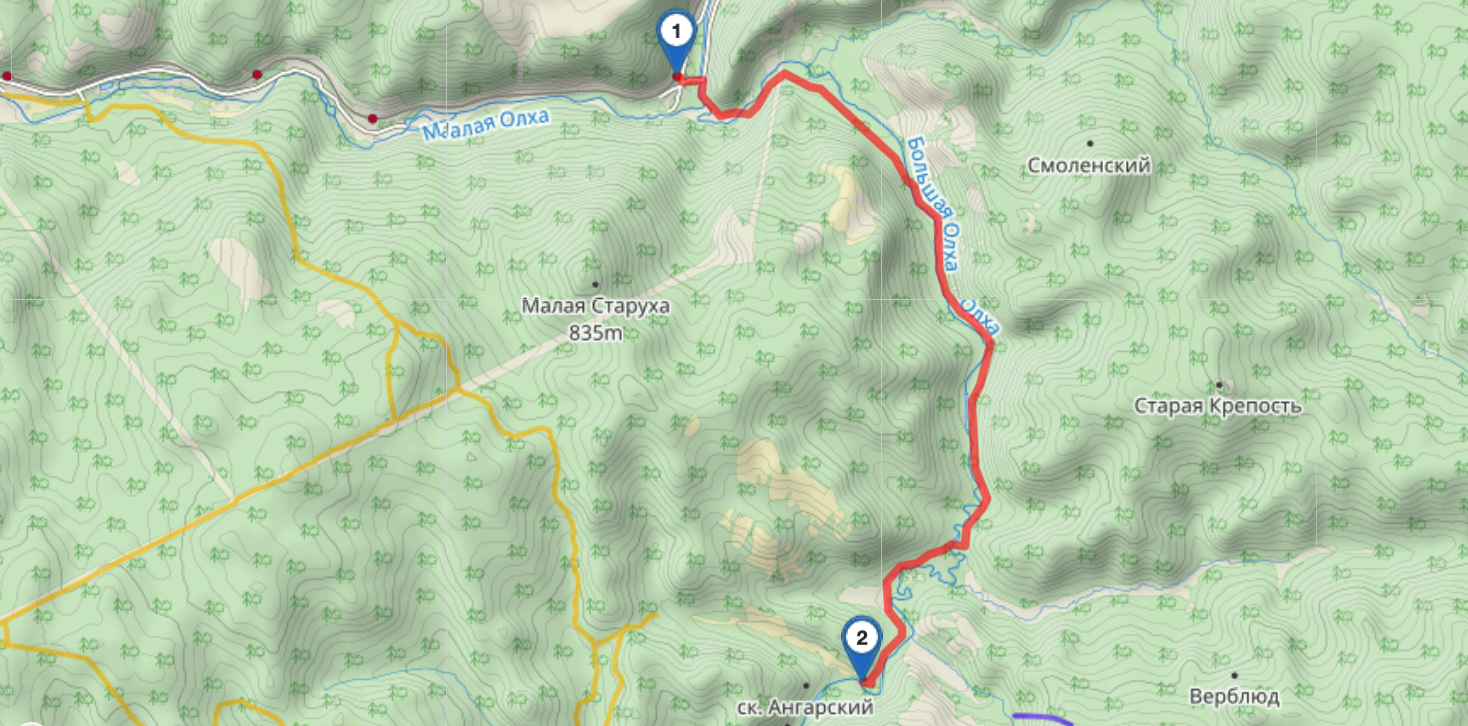 1
Малая Олха
Большая Олха
Смоленский
Малая Старуха
835m
Олха
Старая Крепость
2
Верблюд
ск. Ангарский